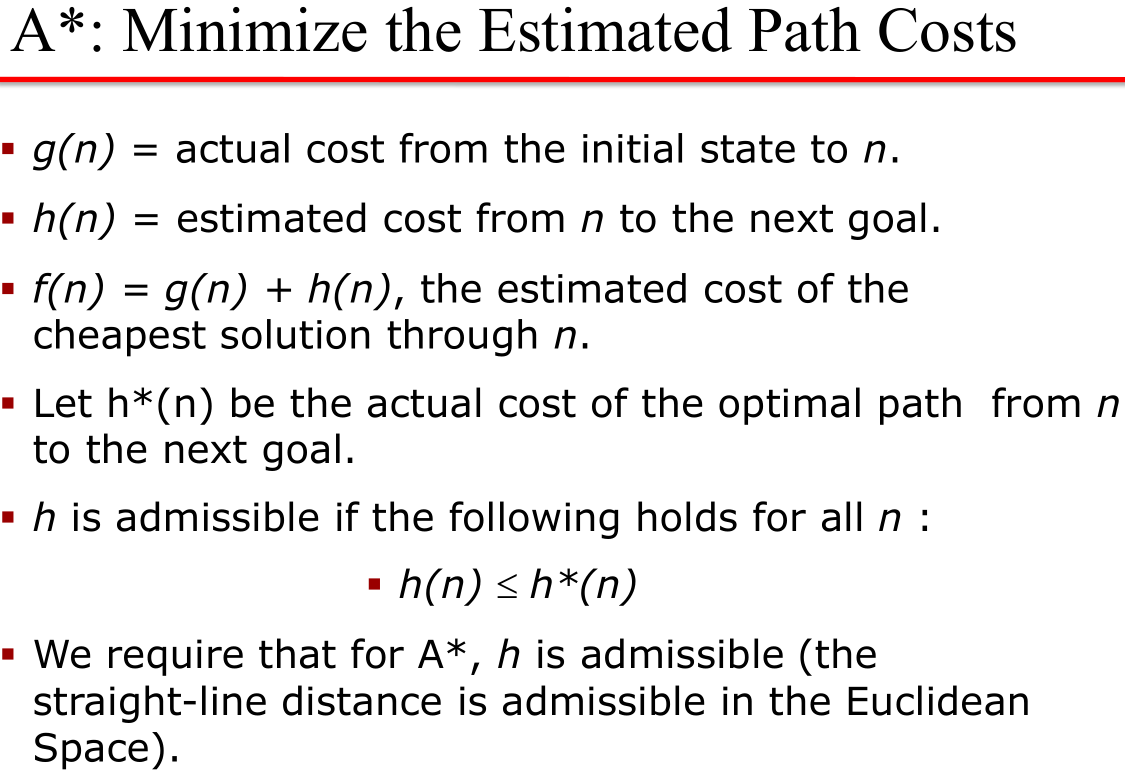 A*: Minimize the Estimated Path Costs
▪ g(n) = actual cost from the initial state to n.
▪ h(n) = estimated cost from n to the next goal.
▪ f(n) = g(n) + h(n), the estimated cost of the
cheapest solution through n.
▪ Let h*(n) be the actual cost of the optimal path  from n
to the next goal.
▪ h is admissible if the following holds for all n :
▪ h(n) ≤ h*(n)
▪ We require that for A*, h is admissible (the
straight-line distance is admissible in the Euclidean
Space).